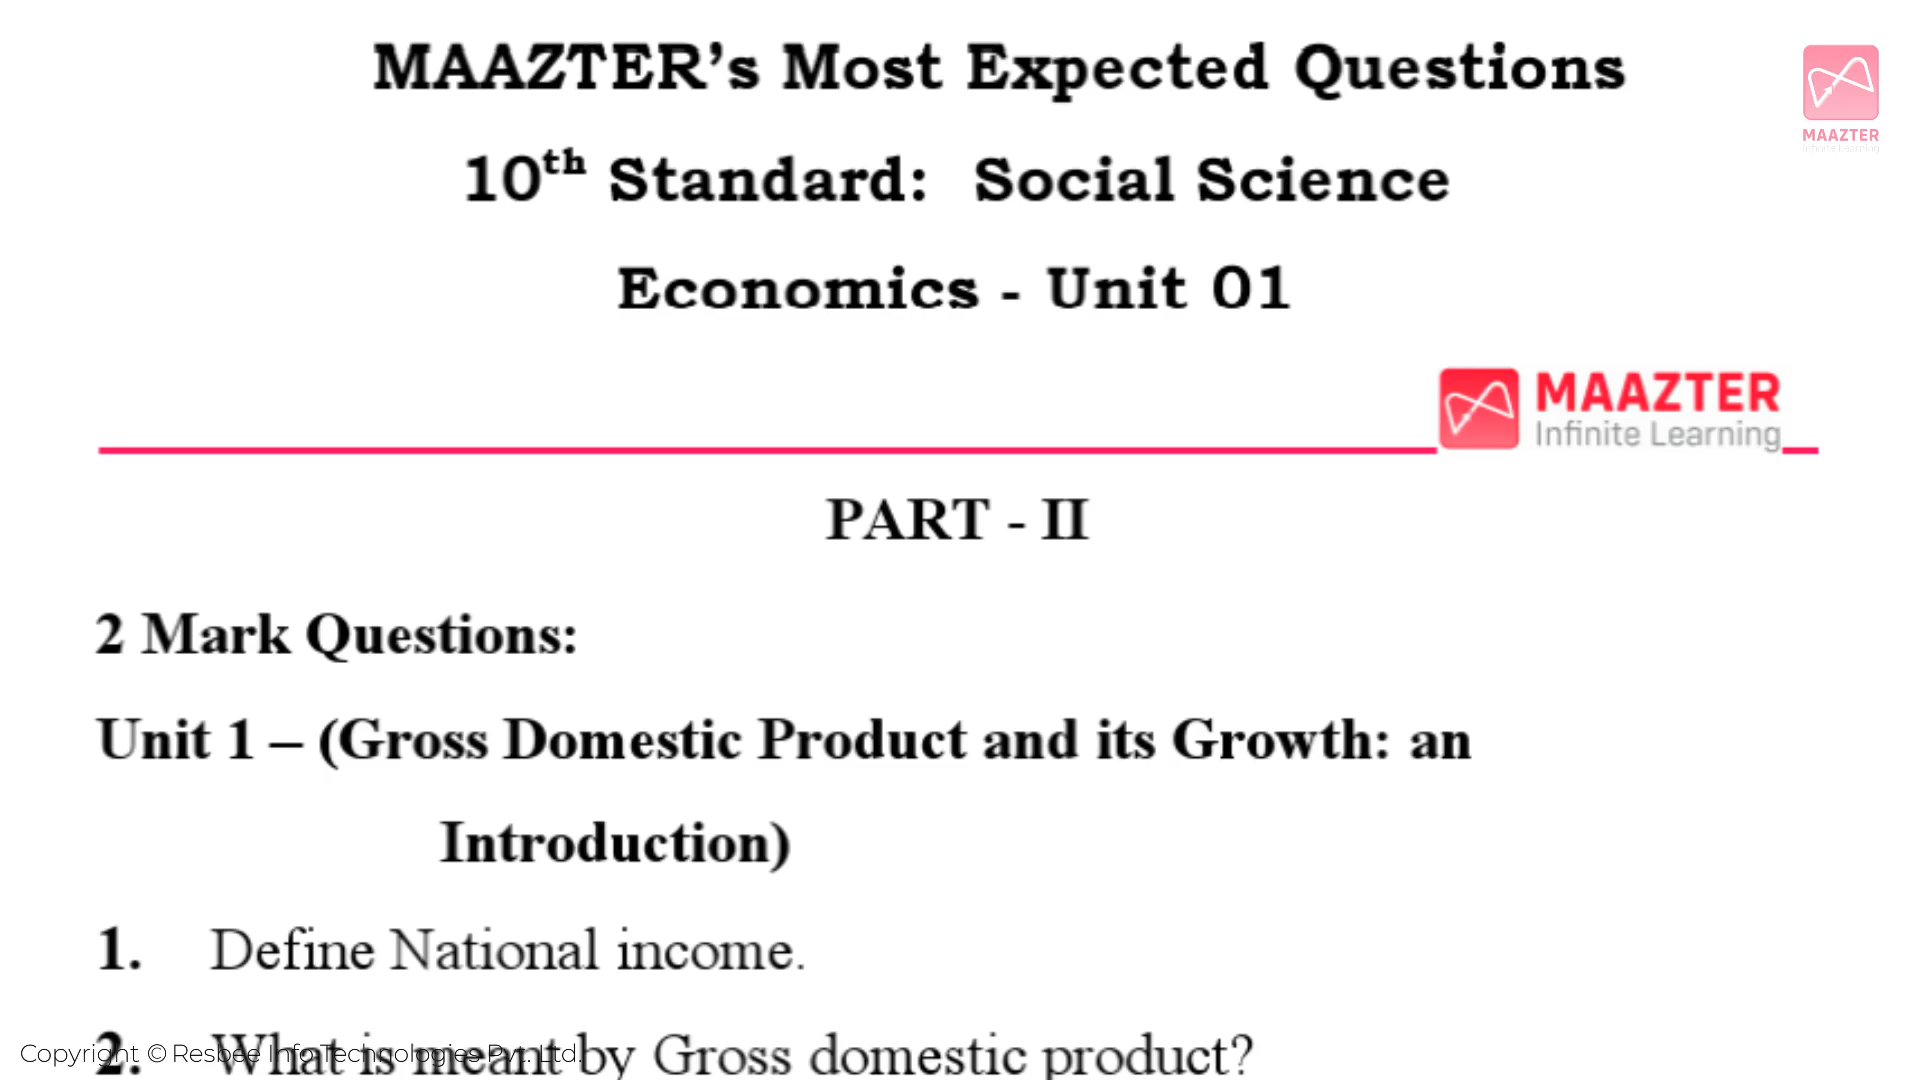 MAAZTER’s Most Expected Questions
MAAZTER
Infinite Learning
10th Standard: Social Science
Economics - Unit 01
MAAZTER
Infinite Learning
PART - II
2 Mark Questions:
Unit 1 – (Gross Domestic Product and its Growth: an
Introduction)
1. Define National income.
2. What is meant by Gross domestic product?
Copyright © Resbee Info Technologies Pvt. Ltd.